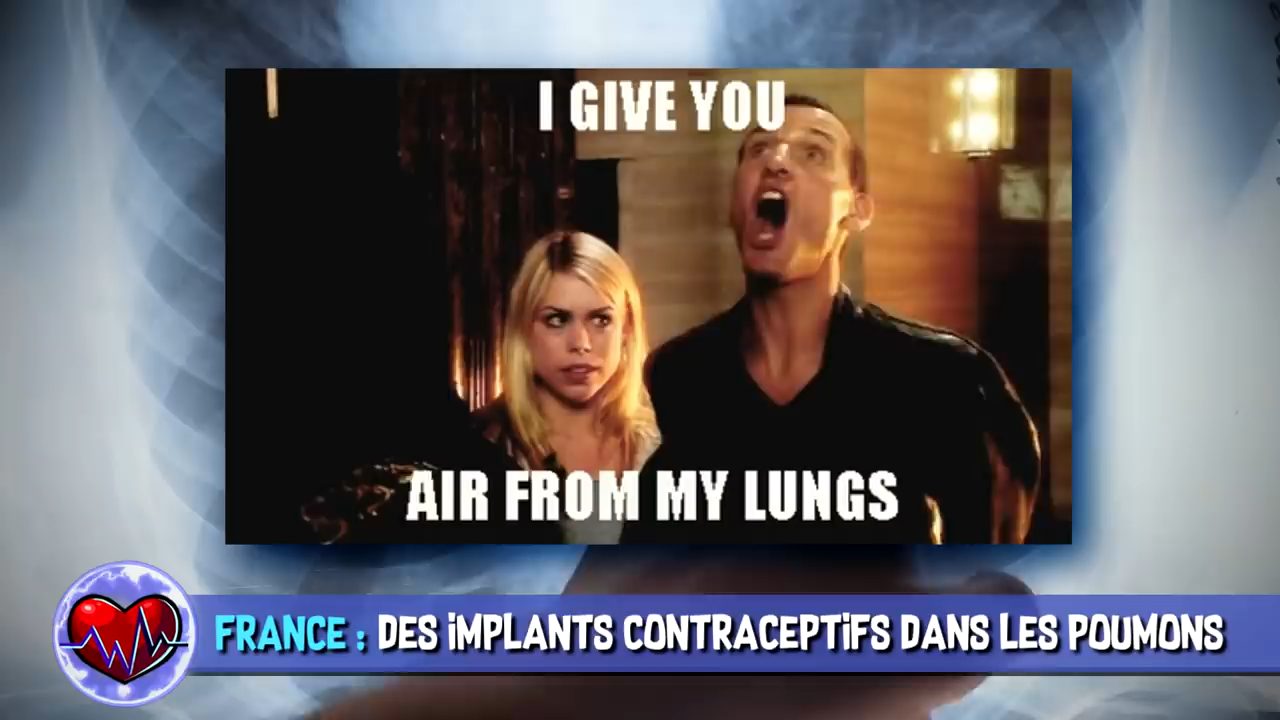 I GIVE YOU
AIR FROM MY LUNGS
FRANCE : DES IMPLANTS CONTRACEPTIFS DANS LES POUMONS